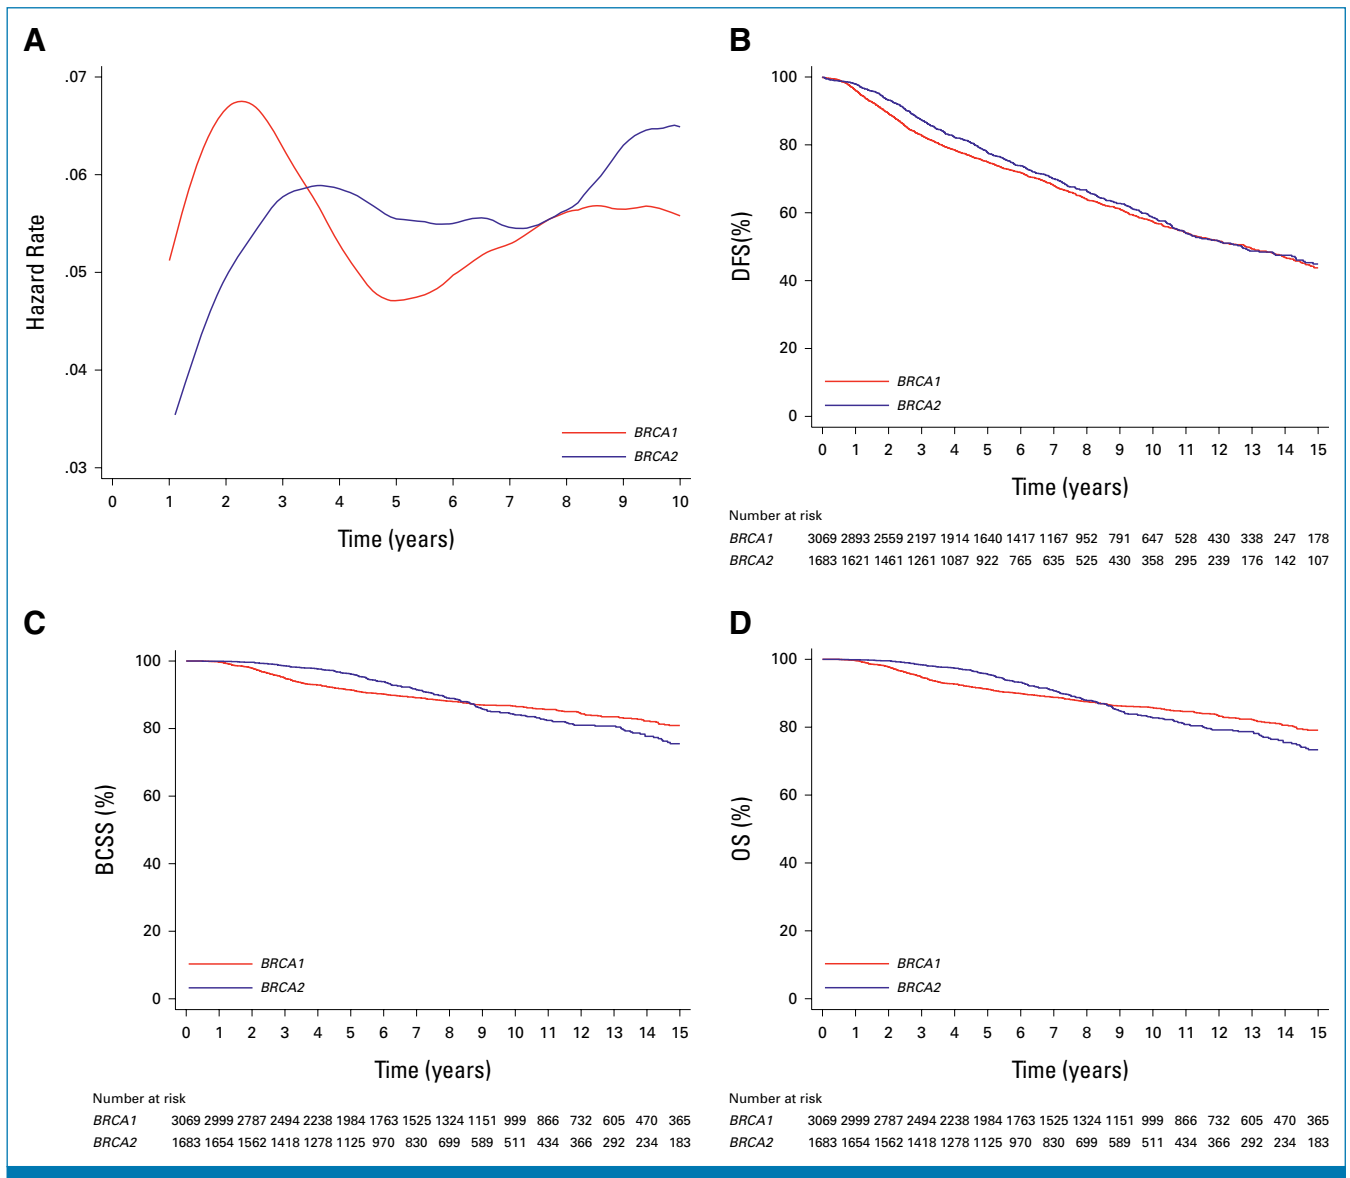 A
.07
.06
.05
.04
.03
Hazard Rate
BRCA1
BRCA2
0 1 2 3 4 5 6 7 8 9 10
Time (years)
B
100
80
60
40
20
0
DFS(%)
BRCA1
BRCA2
0 1 2 3 4 5 6 7 8 9 10 11 12 13 14 15
Time (years)
Number at risk
BRCA1 3069 2893 2559 2197 1914 1640 1417 1167 952 791 647 528 430 338 247 178
BRCA2 1683 1621 1461 1261 1087 922 765 635 525 430 358 295 239 176 142 107
C
100
80
60
40
20
0
BCSS (%)
BRCA1
BRCA2
0 1 2 3 4 5 6 7 8 9 10 11 12 13 14 15
Time (years)
Number at risk
BRCA1 3069 2999 2787 2494 2238 1984 1763 1525 1324 1151 999 866 732 605 470 365
BRCA2 1683 1654 1562 1418 1278 1125 970 830 699 589 511 434 366 292 234 183
D
100
80
60
40
20
0
OS (%)
BRCA1
BRCA2
0 1 2 3 4 5 6 7 8 9 10 11 12 13 14 15
Time (years)
Number at risk
BRCA1 3069 2999 2787 2494 2238 1984 1763 1525 1324 1151 999 866 732 605 470 365
BRCA2 1683 1654 1562 1418 1278 1125 970 830 699 589 511 434 366 292 234 183